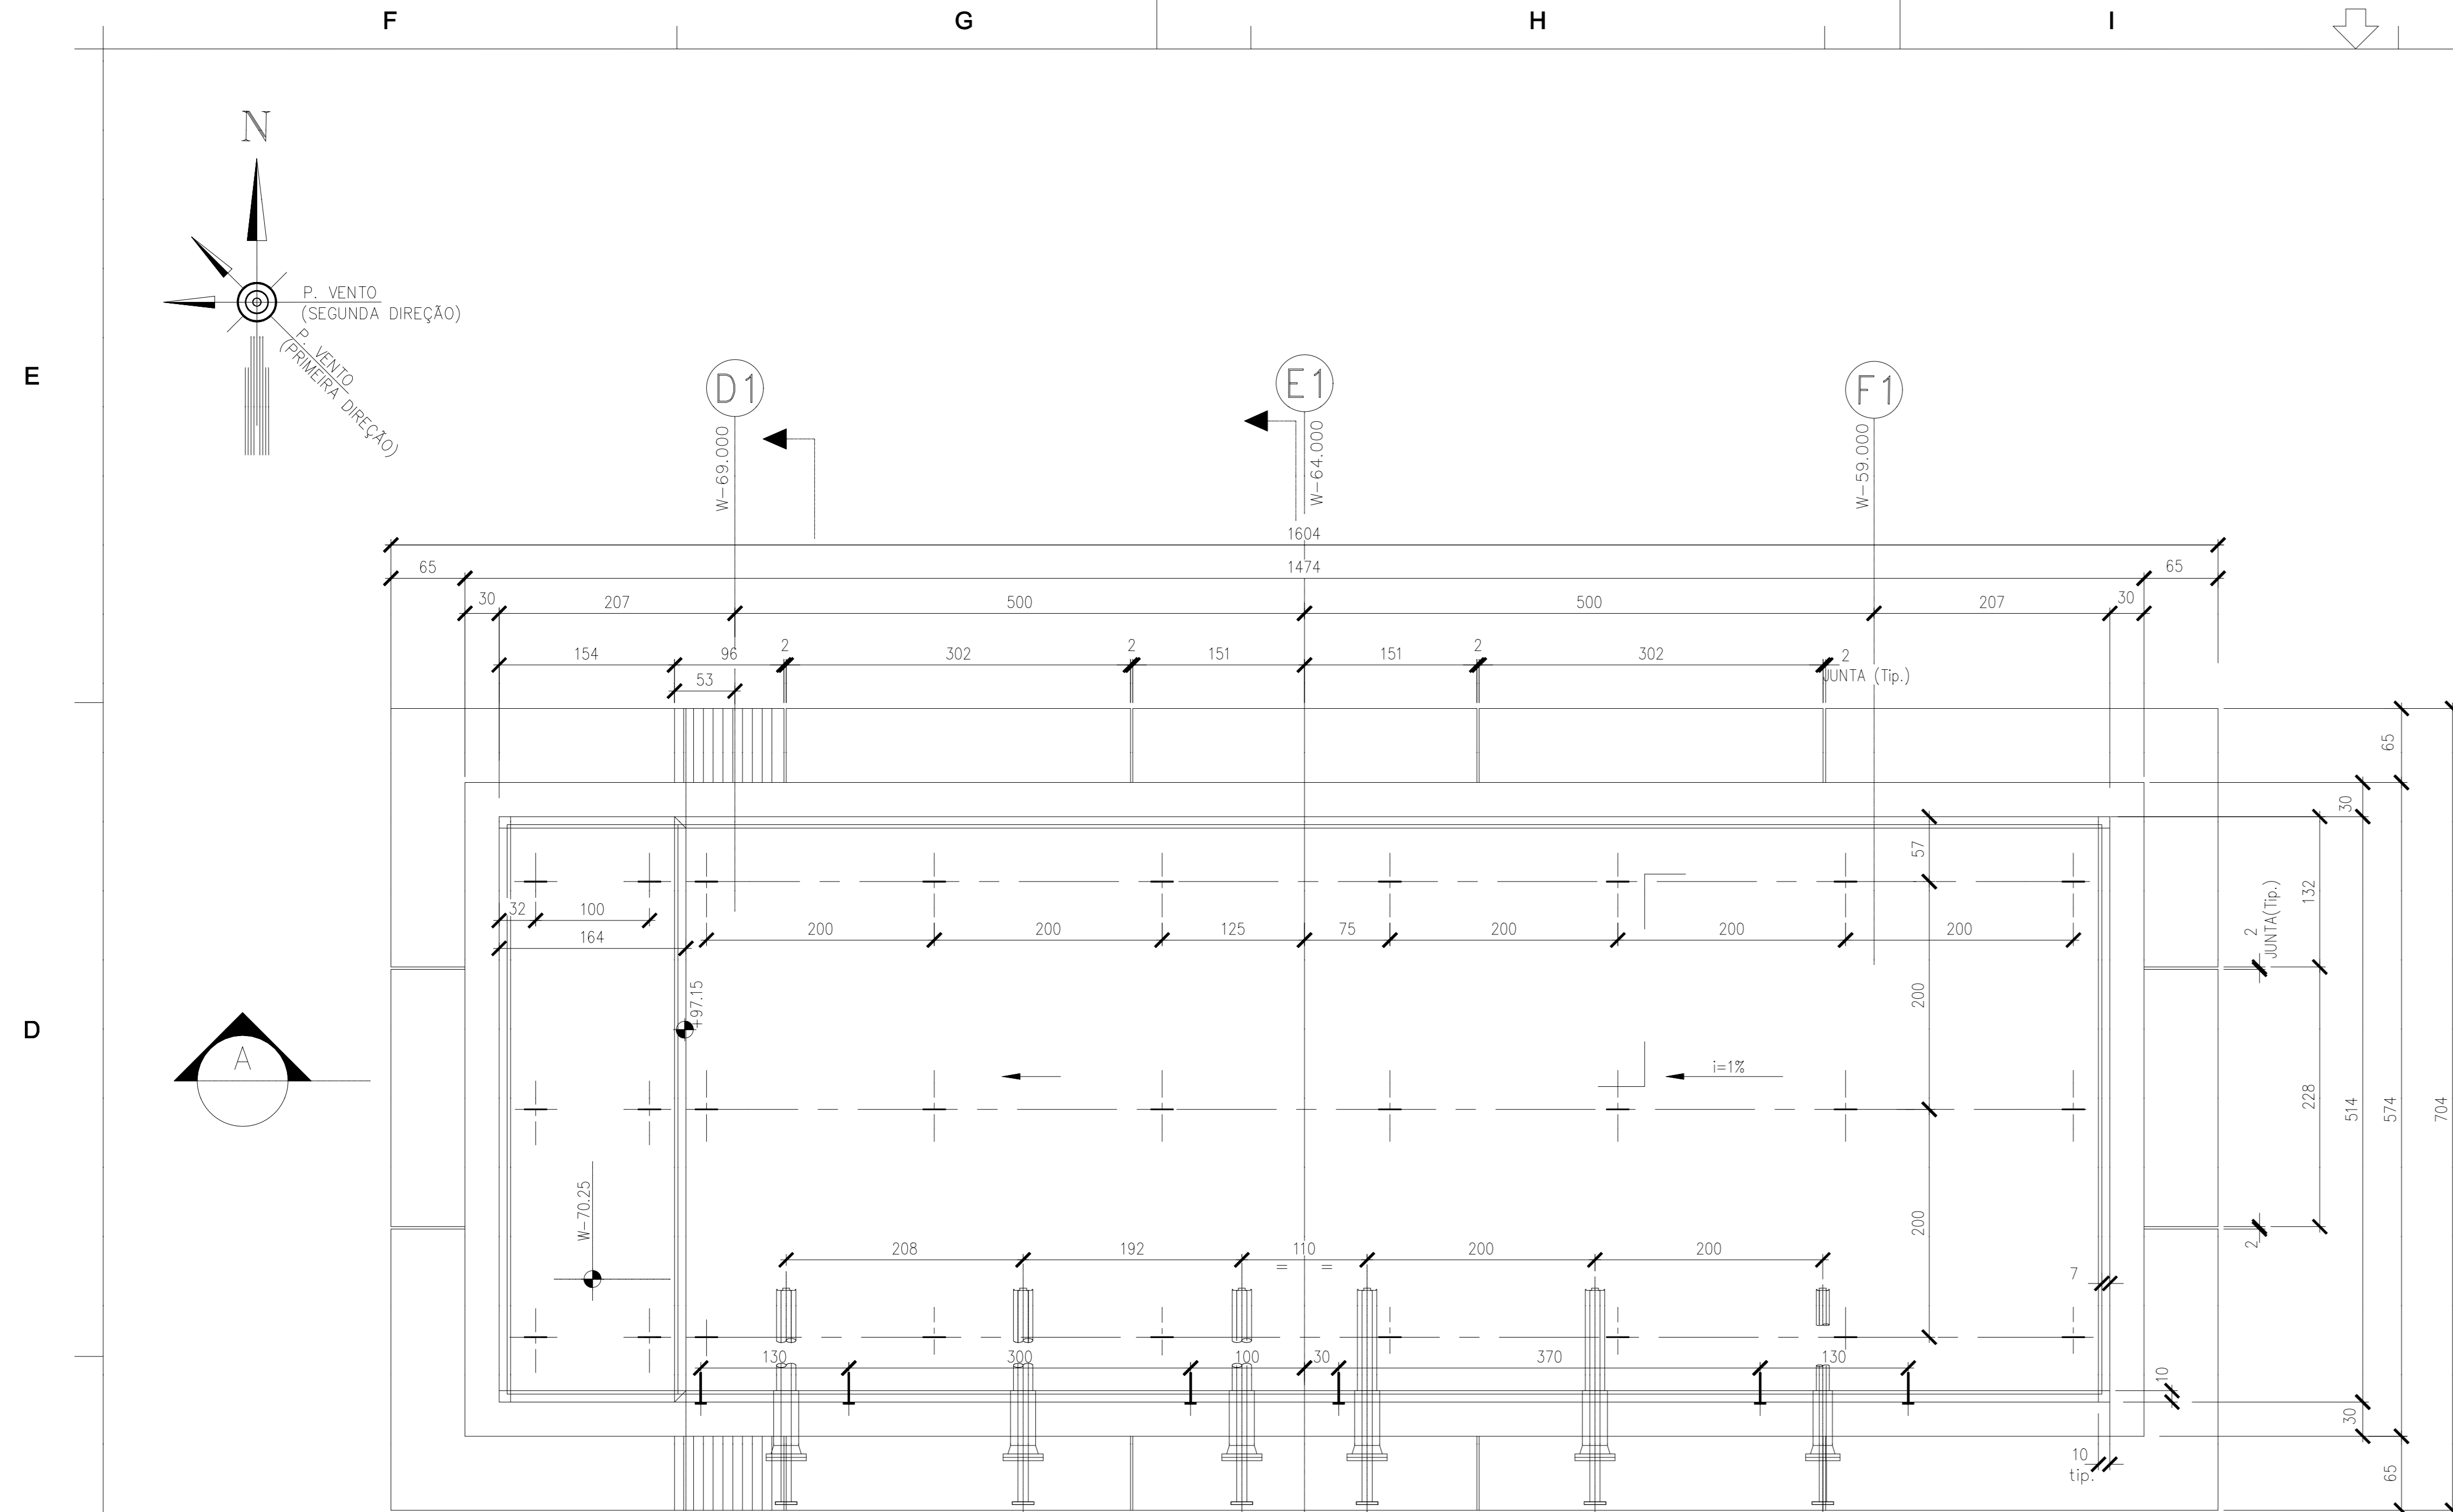 F G H I
N
P. VENTO
(SEGUNDA DIREÇÃO)
P. VENTO
(PRIMEIRA DIREÇÃO)
E
D1 E1 F1
W-69.000 W-64.000 W-59.000
1604
65 1474 65
30 207 500 500 207 30
154 96 2 302 2 151 151 2 302 2
JUNTA (Tip.)
53
65
30
57
32 100
164
200 200 125 75 200 200 200
132
2
JUNTA(Tip.)
+97.15
200
D
A
i=1%
228
514
574
704
W-70.25
200
208 192 110 200 200
= =
2
7
130 300 100 30 370 130
10
30
10
tip.
65